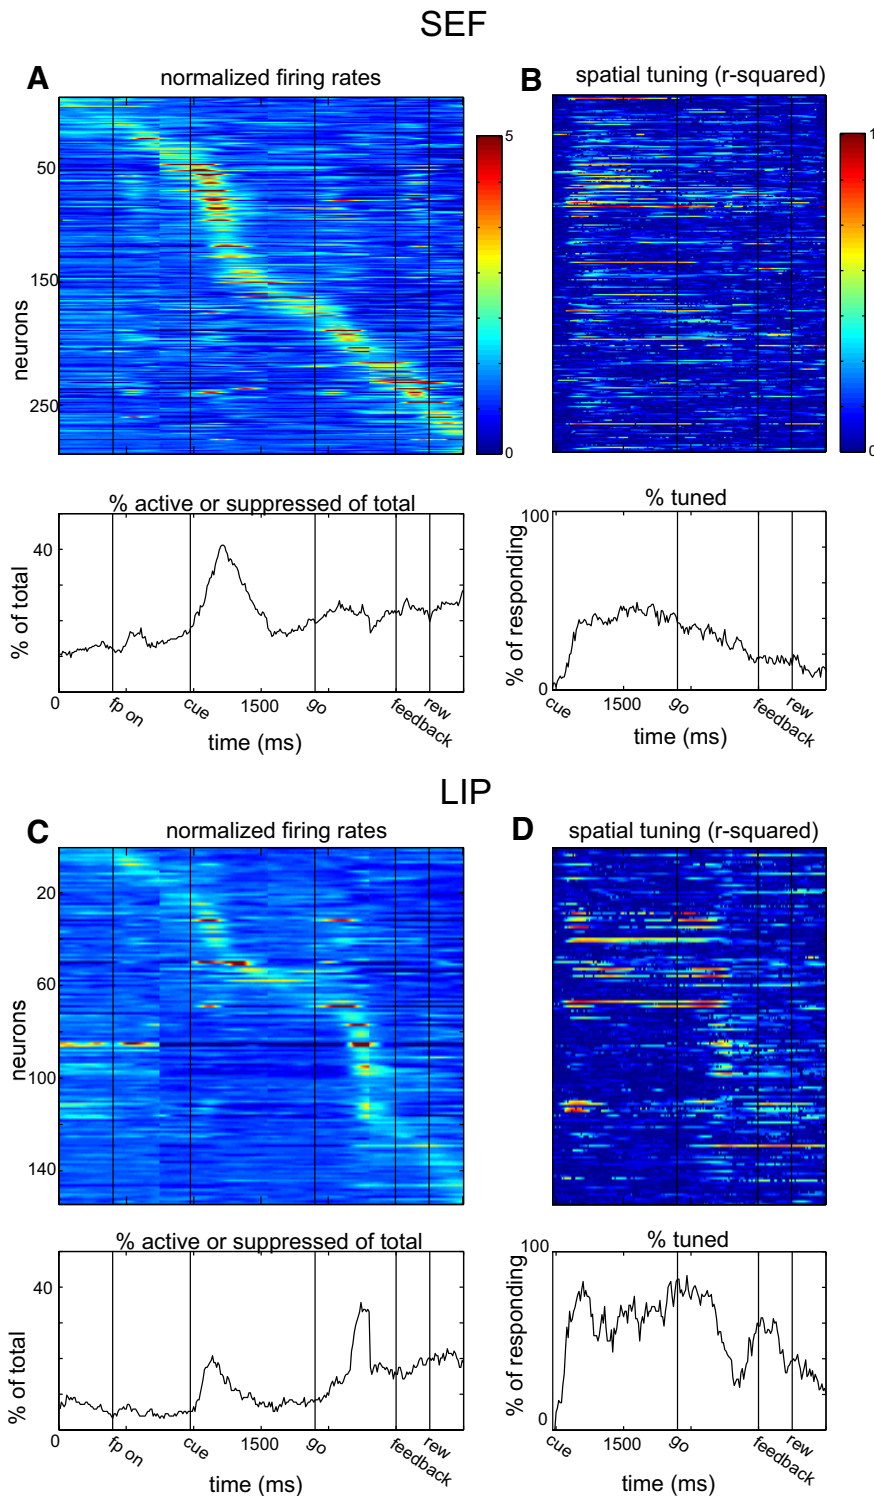 SEF
A
normalized firing rates
B
spatial tuning (r-squared)
neurons
50
150
250
5
0
1
0
% active or suppressed of total
% of total
40
0
fp on
cue
1500
go
feedback
rew
time (ms)
% tuned
% of responding
100
0
cue
1500
go
feedback
rew
time (ms)
LIP
C
normalized firing rates
D
spatial tuning (r-squared)
neurons
20
60
100
140
% active or suppressed of total
% of total
40
0
fp on
cue
1500
go
feedback
rew
time (ms)
% tuned
% of responding
100
0
cue
1500
go
feedback
rew
time (ms)